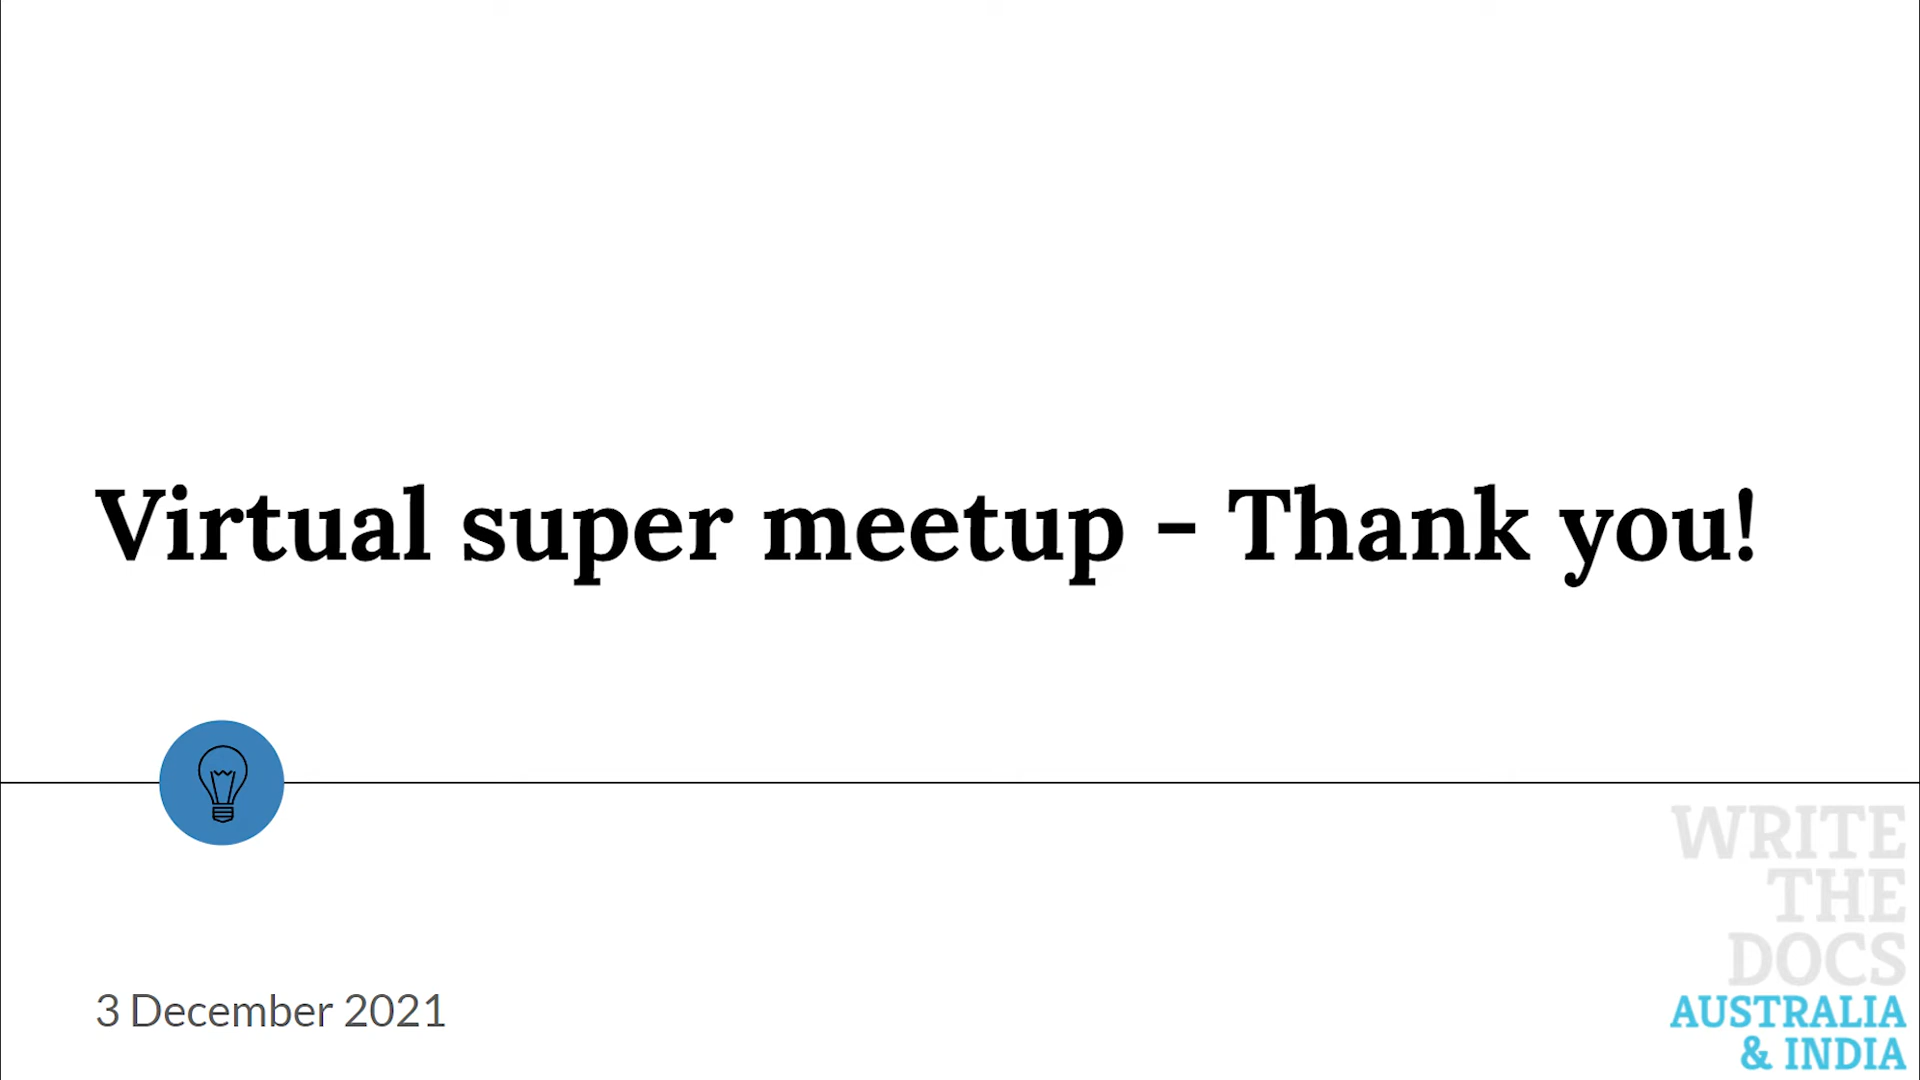 Virtual super meetup - Thank you!
3 December 2021
WRITE
THE
DOCS
AUSTRALIA
& INDIA